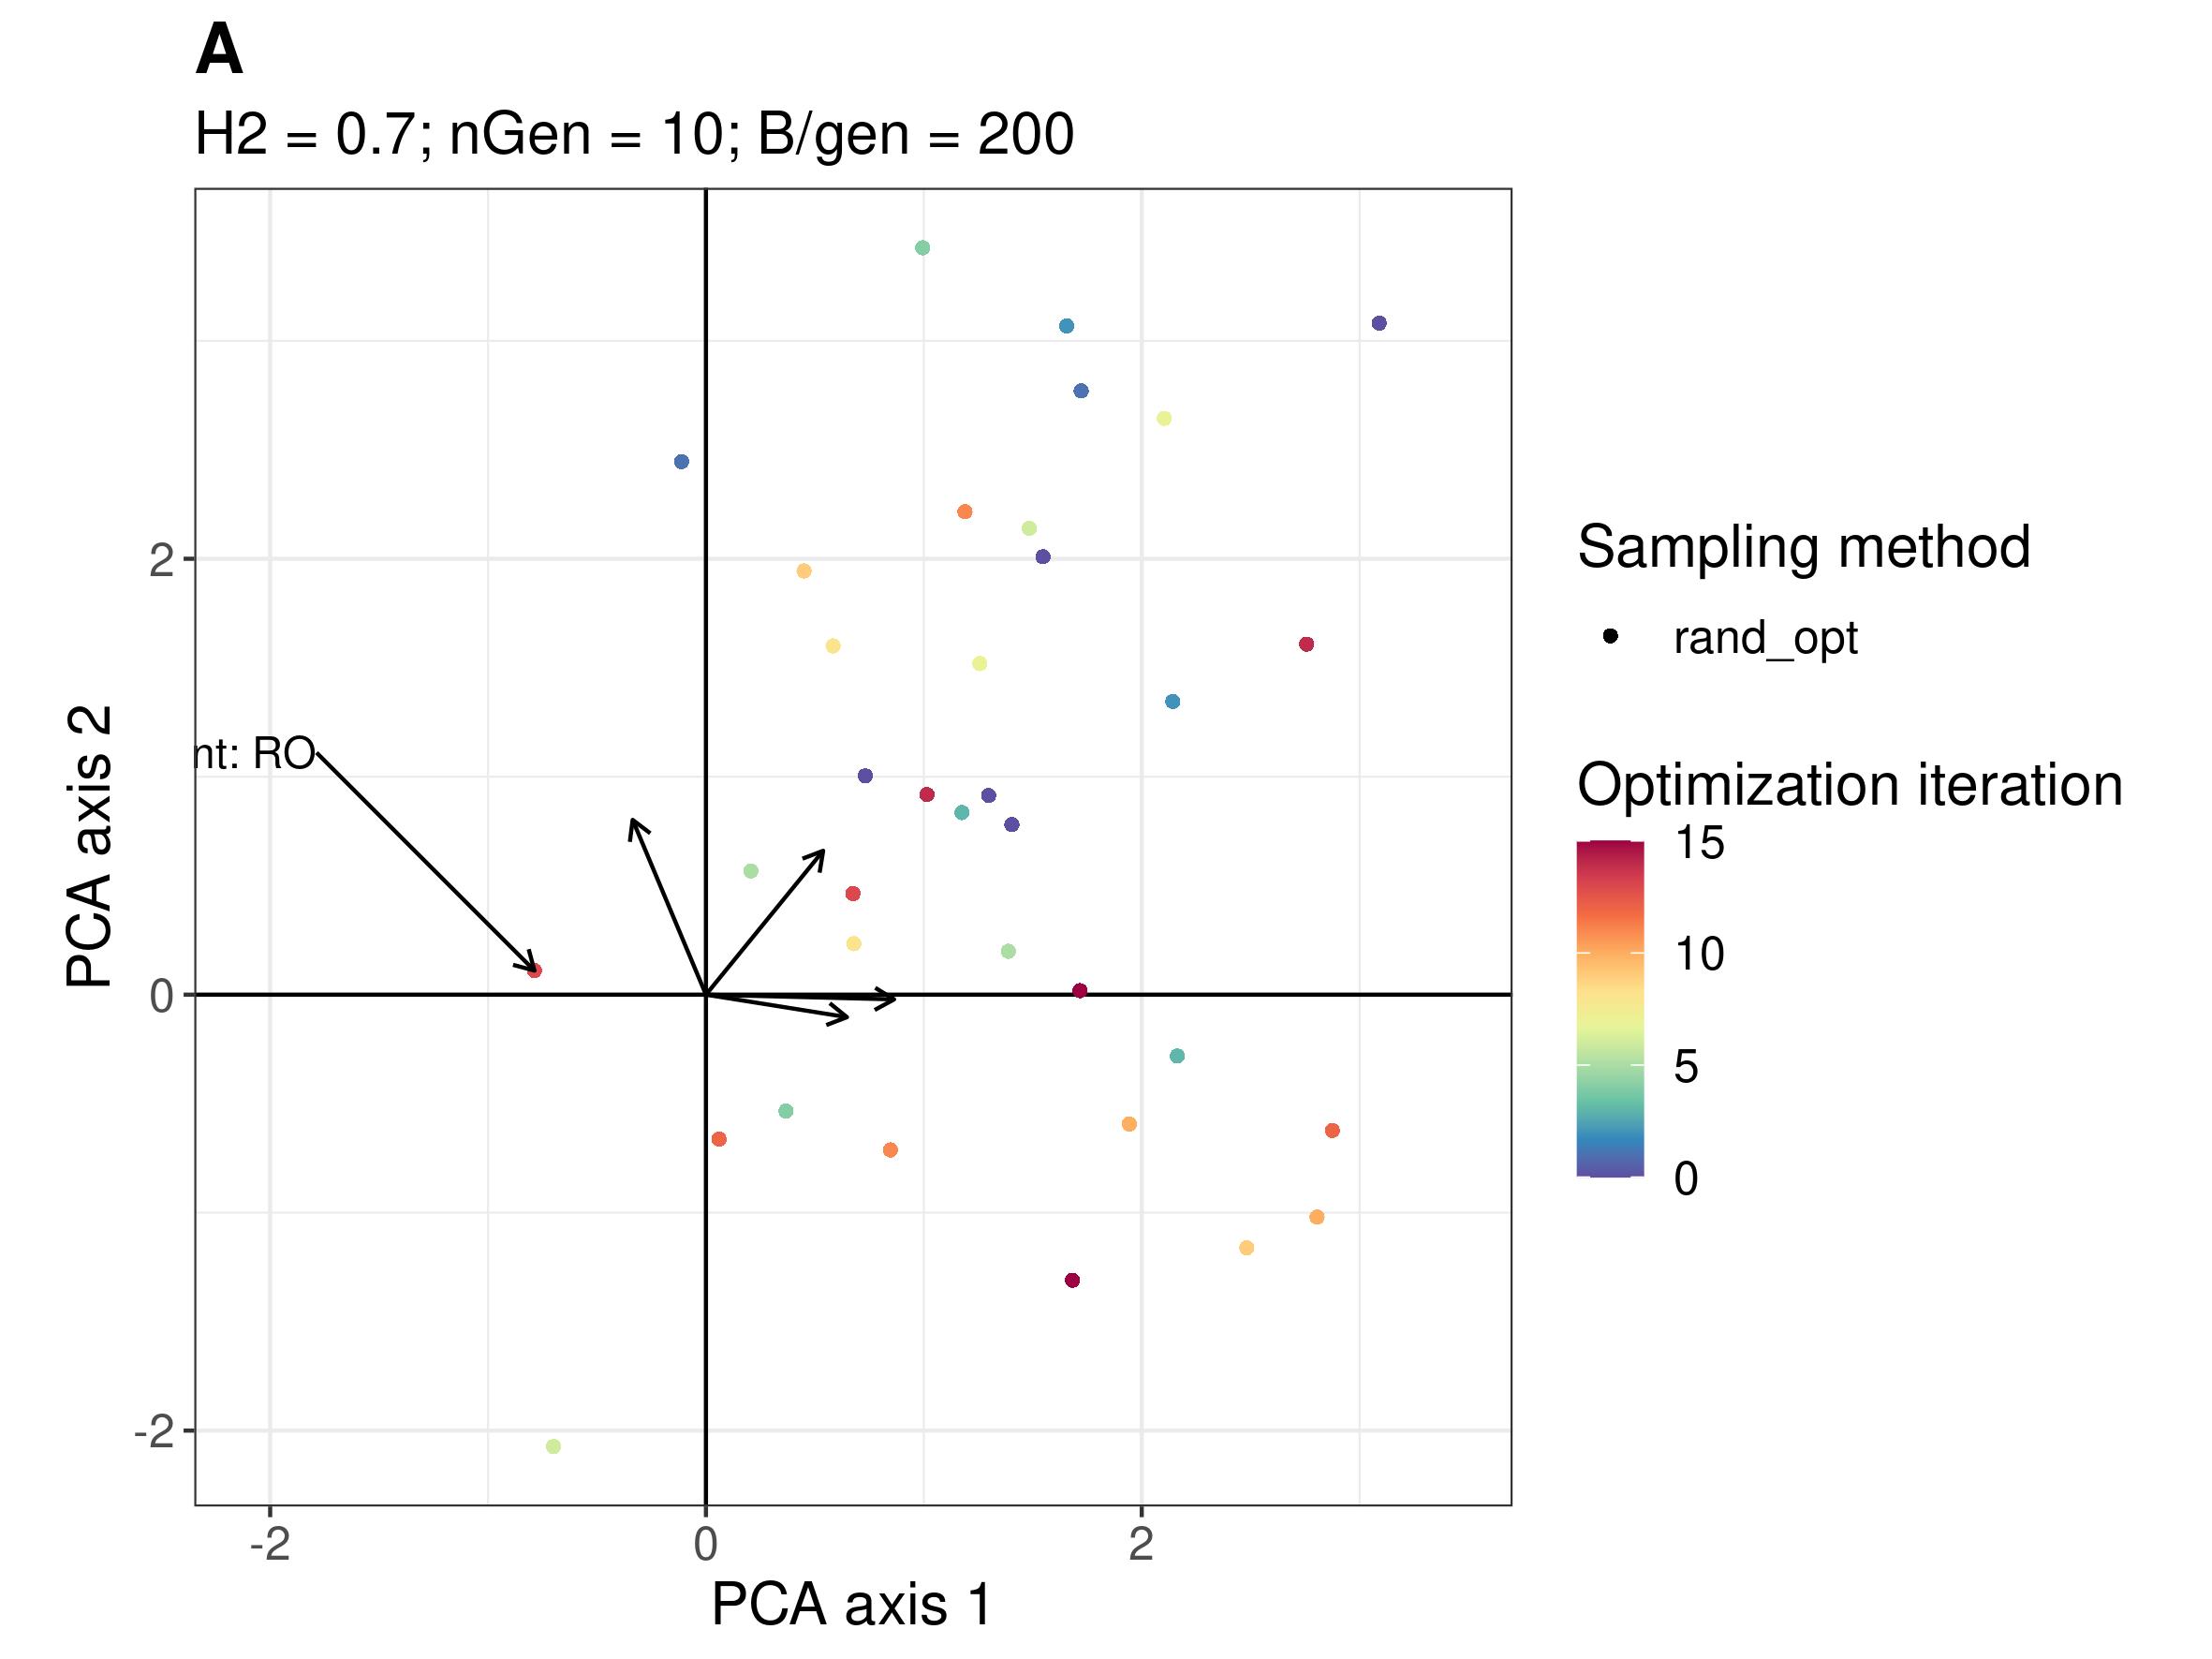 A
H2 = 0.7; nGen = 10; B/gen = 200
PCA axis 2
2
0
-2
nt: RO
-2
0
2
PCA axis 1
Sampling method
rand_opt
Optimization iteration
15
10
5
0